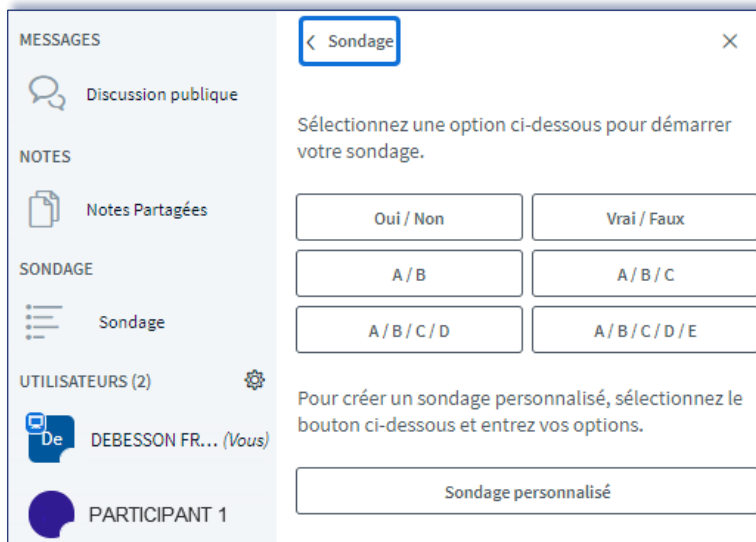 MESSAGES
Discussion publique
NOTES
Notes Partagées
SONDAGE
Sondage
UTILISATEURS (2)
De
DEBESSON FR... (Vous)
PARTICIPANT 1
Sondage
Sélectionnez une option ci-dessous pour démarrer
votre sondage.
Oui / Non
Vrai / Faux
A / B
A / B / C
A / B / C / D
A / B / C / D / E
Pour créer un sondage personnalisé, sélectionnez le
bouton ci-dessous et entrez vos options.
Sondage personnalisé